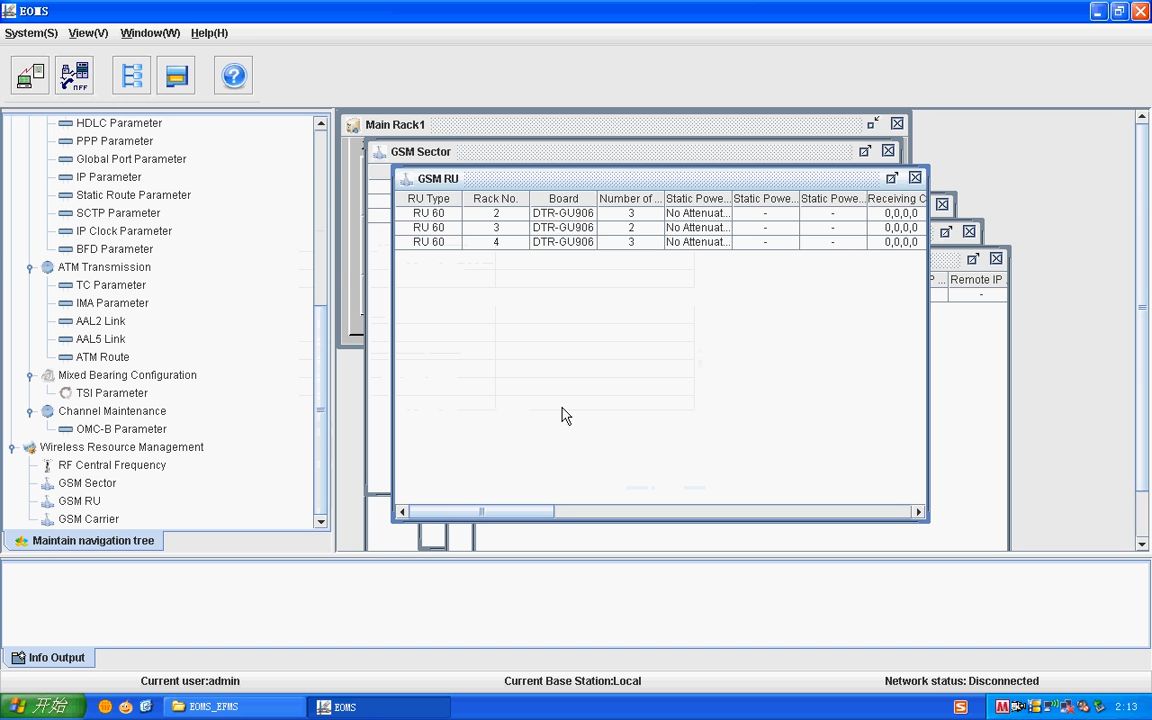 EOMS
System(S) View(V) Window(W) Help(H)
OFF
HDLC Parameter
PPP Parameter
Global Port Parameter
IP Parameter
Static Route Parameter
SCTP Parameter
IP Clock Parameter
BFD Parameter
ATM Transmission
TC Parameter
IMA Parameter
AAL2 Link
AAL5 Link
ATM Route
Mixed Bearing Configuration
TSI Parameter
Channel Maintenance
OMC-B Parameter
Wireless Resource Management
RF Central Frequency
GSM Sector
GSM RU
GSM Carrier
Maintain navigation tree
Main Rack1
GSM Sector
GSM RU
RU Type Rack No. Board Number of ... Static Powe... Static Powe... Static Powe... Receiving C
RU 60 2 DTR-GU906 3 No Attenuat... - - 0,0,0,0
RU 60 3 DTR-GU906 2 No Attenuat... - - 0,0,0,0
RU 60 4 DTR-GU906 3 No Attenuat... - - 0,0,0,0
P ... Remote IP
-
Info Output
Current user:admin Current Base Station:Local Network status: Disconnected
开始 EOMS_EFMS EOMS 2:13